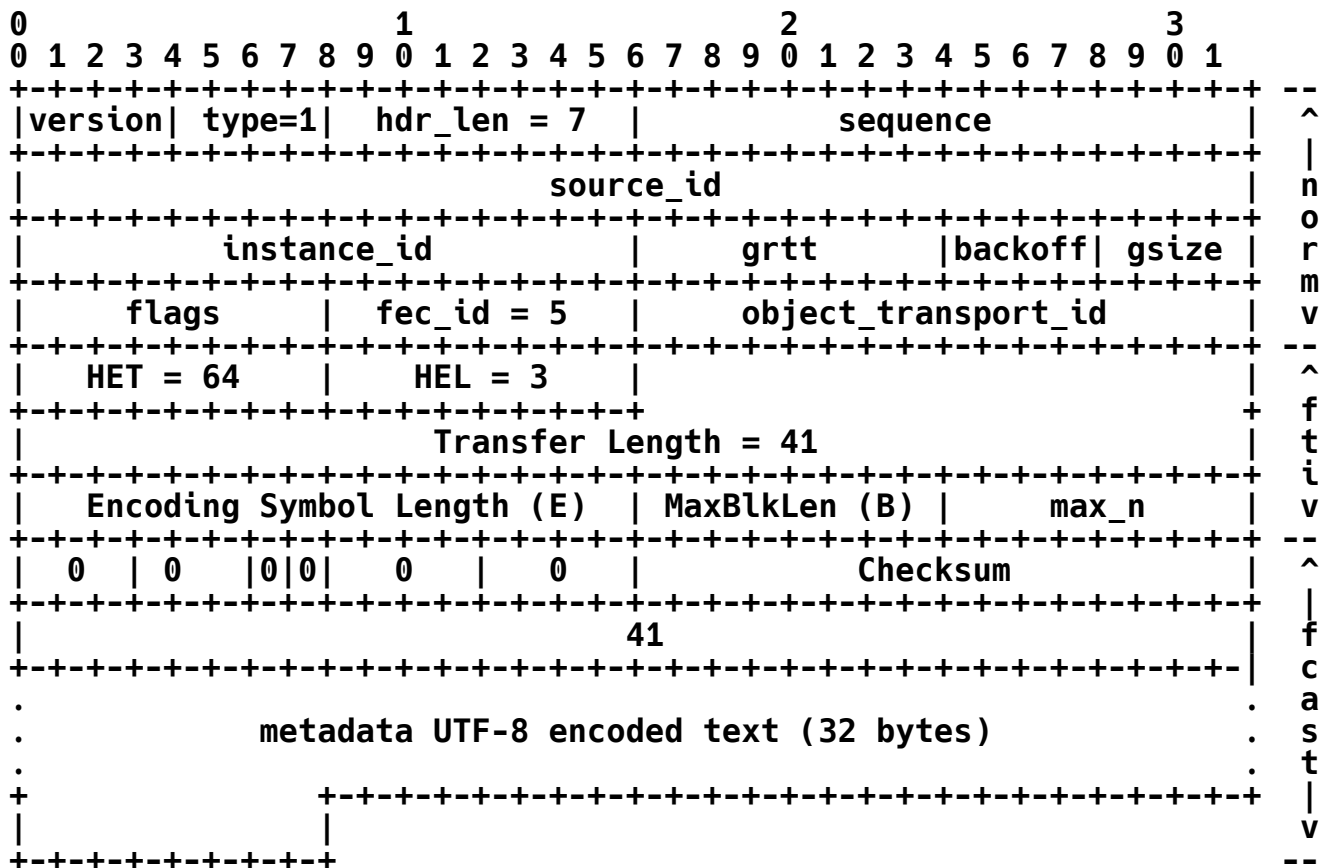 0                   1                   2                   3
0 1 2 3 4 5 6 7 8 9 0 1 2 3 4 5 6 7 8 9 0 1 2 3 4 5 6 7 8 9 0 1
+-+-+-+-+-+-+-+-+-+-+-+-+-+-+-+-+-+-+-+-+-+-+-+-+-+-+-+-+-+-+-+-+ --
|version| type=1|  hdr_len = 7  |          sequence             |  ^
+-+-+-+-+-+-+-+-+-+-+-+-+-+-+-+-+-+-+-+-+-+-+-+-+-+-+-+-+-+-+-+-+  |
|                           source_id                           |  n
+-+-+-+-+-+-+-+-+-+-+-+-+-+-+-+-+-+-+-+-+-+-+-+-+-+-+-+-+-+-+-+-+  o
|          instance_id          |     grtt      |backoff| gsize |  r
+-+-+-+-+-+-+-+-+-+-+-+-+-+-+-+-+-+-+-+-+-+-+-+-+-+-+-+-+-+-+-+-+  m
|     flags     |  fec_id = 5   |     object_transport_id       |  v
+-+-+-+-+-+-+-+-+-+-+-+-+-+-+-+-+-+-+-+-+-+-+-+-+-+-+-+-+-+-+-+-+ --
|   HET = 64    |    HEL = 3    |                               |  ^
+-+-+-+-+-+-+-+-+-+-+-+-+-+-+-+-+                               +  f
|                     Transfer Length = 41                      |  t
+-+-+-+-+-+-+-+-+-+-+-+-+-+-+-+-+-+-+-+-+-+-+-+-+-+-+-+-+-+-+-+-+  i
|   Encoding Symbol Length (E)  | MaxBlkLen (B) |     max_n     |  v
+-+-+-+-+-+-+-+-+-+-+-+-+-+-+-+-+-+-+-+-+-+-+-+-+-+-+-+-+-+-+-+-+ --
|  0  | 0   |0|0|   0   |   0   |           Checksum            |  ^
+-+-+-+-+-+-+-+-+-+-+-+-+-+-+-+-+-+-+-+-+-+-+-+-+-+-+-+-+-+-+-+-+  |
|                               41                              |  f
+-+-+-+-+-+-+-+-+-+-+-+-+-+-+-+-+-+-+-+-+-+-+-+-+-+-+-+-+-+-+-+-|  c
.                                                               .  a
.            metadata UTF-8 encoded text (32 bytes)             .  s
.                                                               .  t
+               +-+-+-+-+-+-+-+-+-+-+-+-+-+-+-+-+-+-+-+-+-+-+-+-+  |
|               |                                                  v
+-+-+-+-+-+-+-+-+                                                 --